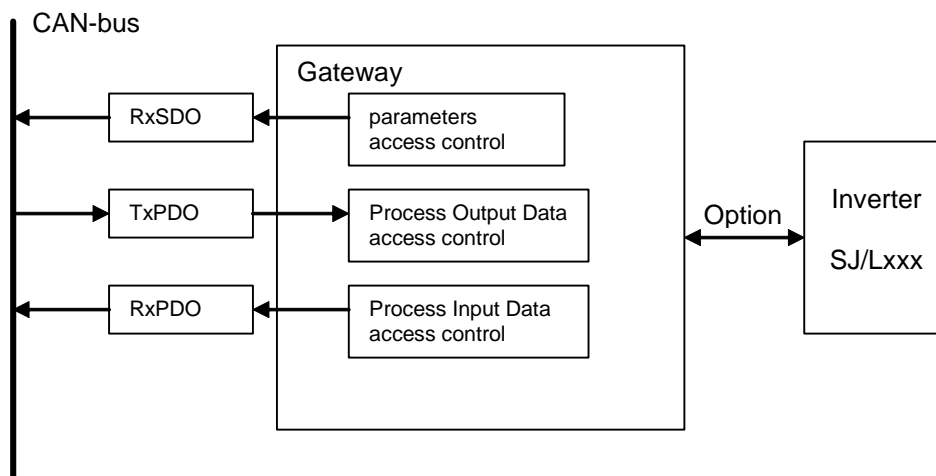 CAN-bus
Gateway
RxSDO
parameters
access control
TxPDO
Process Output Data
access control
RxPDO
Process Input Data
access control
Option
Inverter
SJ/Lxxx